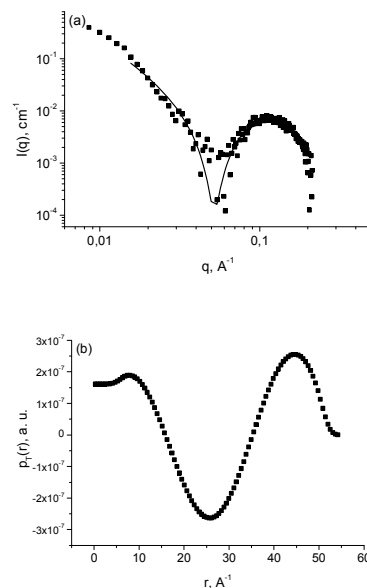 (a)
10⁻¹
10⁻²
10⁻³
10⁻⁴
I(q), cm⁻¹
0,01
0,1
q, A⁻¹
(b)
3x10⁻⁷
2x10⁻⁷
1x10⁻⁷
0
-1x10⁻⁷
-2x10⁻⁷
-3x10⁻⁷
p_T(r), a. u.
0 10 20 30 40 50 60
r, A⁻¹